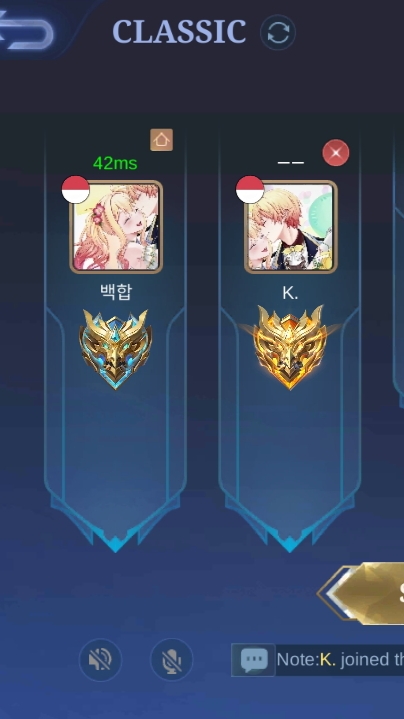 CLASSIC
42ms
——
백합
K.
Note:K. joined th